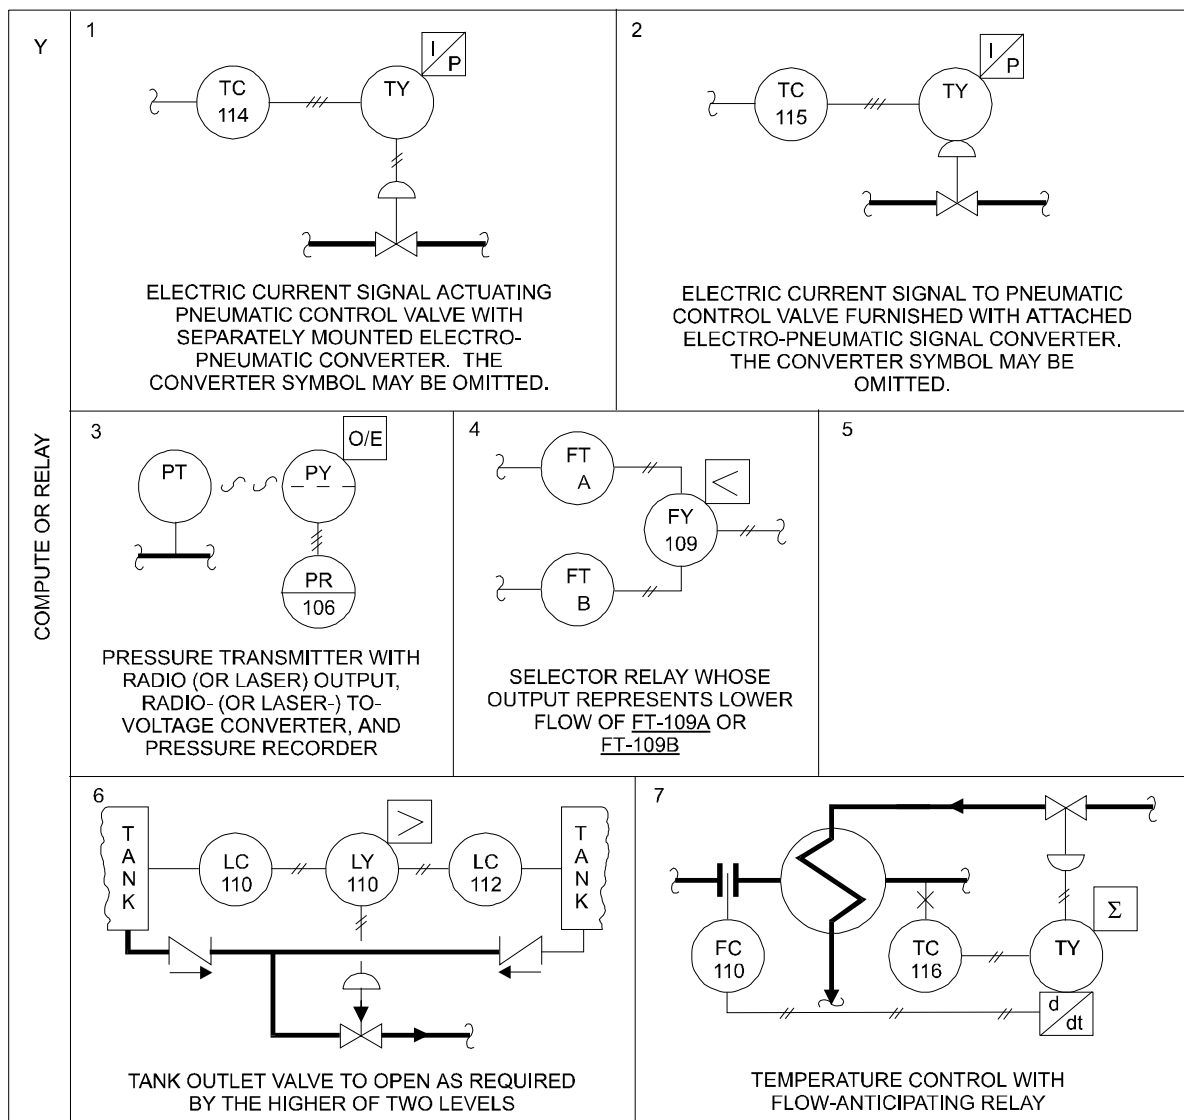 Y
COMPUTE OR RELAY
1
I
P
TC
114
TY
ELECTRIC CURRENT SIGNAL ACTUATING
PNEUMATIC CONTROL VALVE WITH
SEPARATELY MOUNTED ELECTRO-
PNEUMATIC CONVERTER. THE
CONVERTER SYMBOL MAY BE OMITTED.
2
I
P
TC
115
TY
ELECTRIC CURRENT SIGNAL TO PNEUMATIC
CONTROL VALVE FURNISHED WITH ATTACHED
ELECTRO-PNEUMATIC SIGNAL CONVERTER.
THE CONVERTER SYMBOL MAY BE
OMITTED.
3
O/E
PT
PY
PR
106
PRESSURE TRANSMITTER WITH
RADIO (OR LASER) OUTPUT,
RADIO- (OR LASER-) TO-
VOLTAGE CONVERTER, AND
PRESSURE RECORDER
4
FT
A
<
FY
109
FT
B
SELECTOR RELAY WHOSE
OUTPUT REPRESENTS LOWER
FLOW OF FT-109A OR
FT-109B
5
6
TANK
LC
110
>
LY
110
LC
112
TANK
TANK OUTLET VALVE TO OPEN AS REQUIRED
BY THE HIGHER OF TWO LEVELS
7
FC
110
TC
116
TY
Σ
d
dt
TEMPERATURE CONTROL WITH
FLOW-ANTICIPATING RELAY